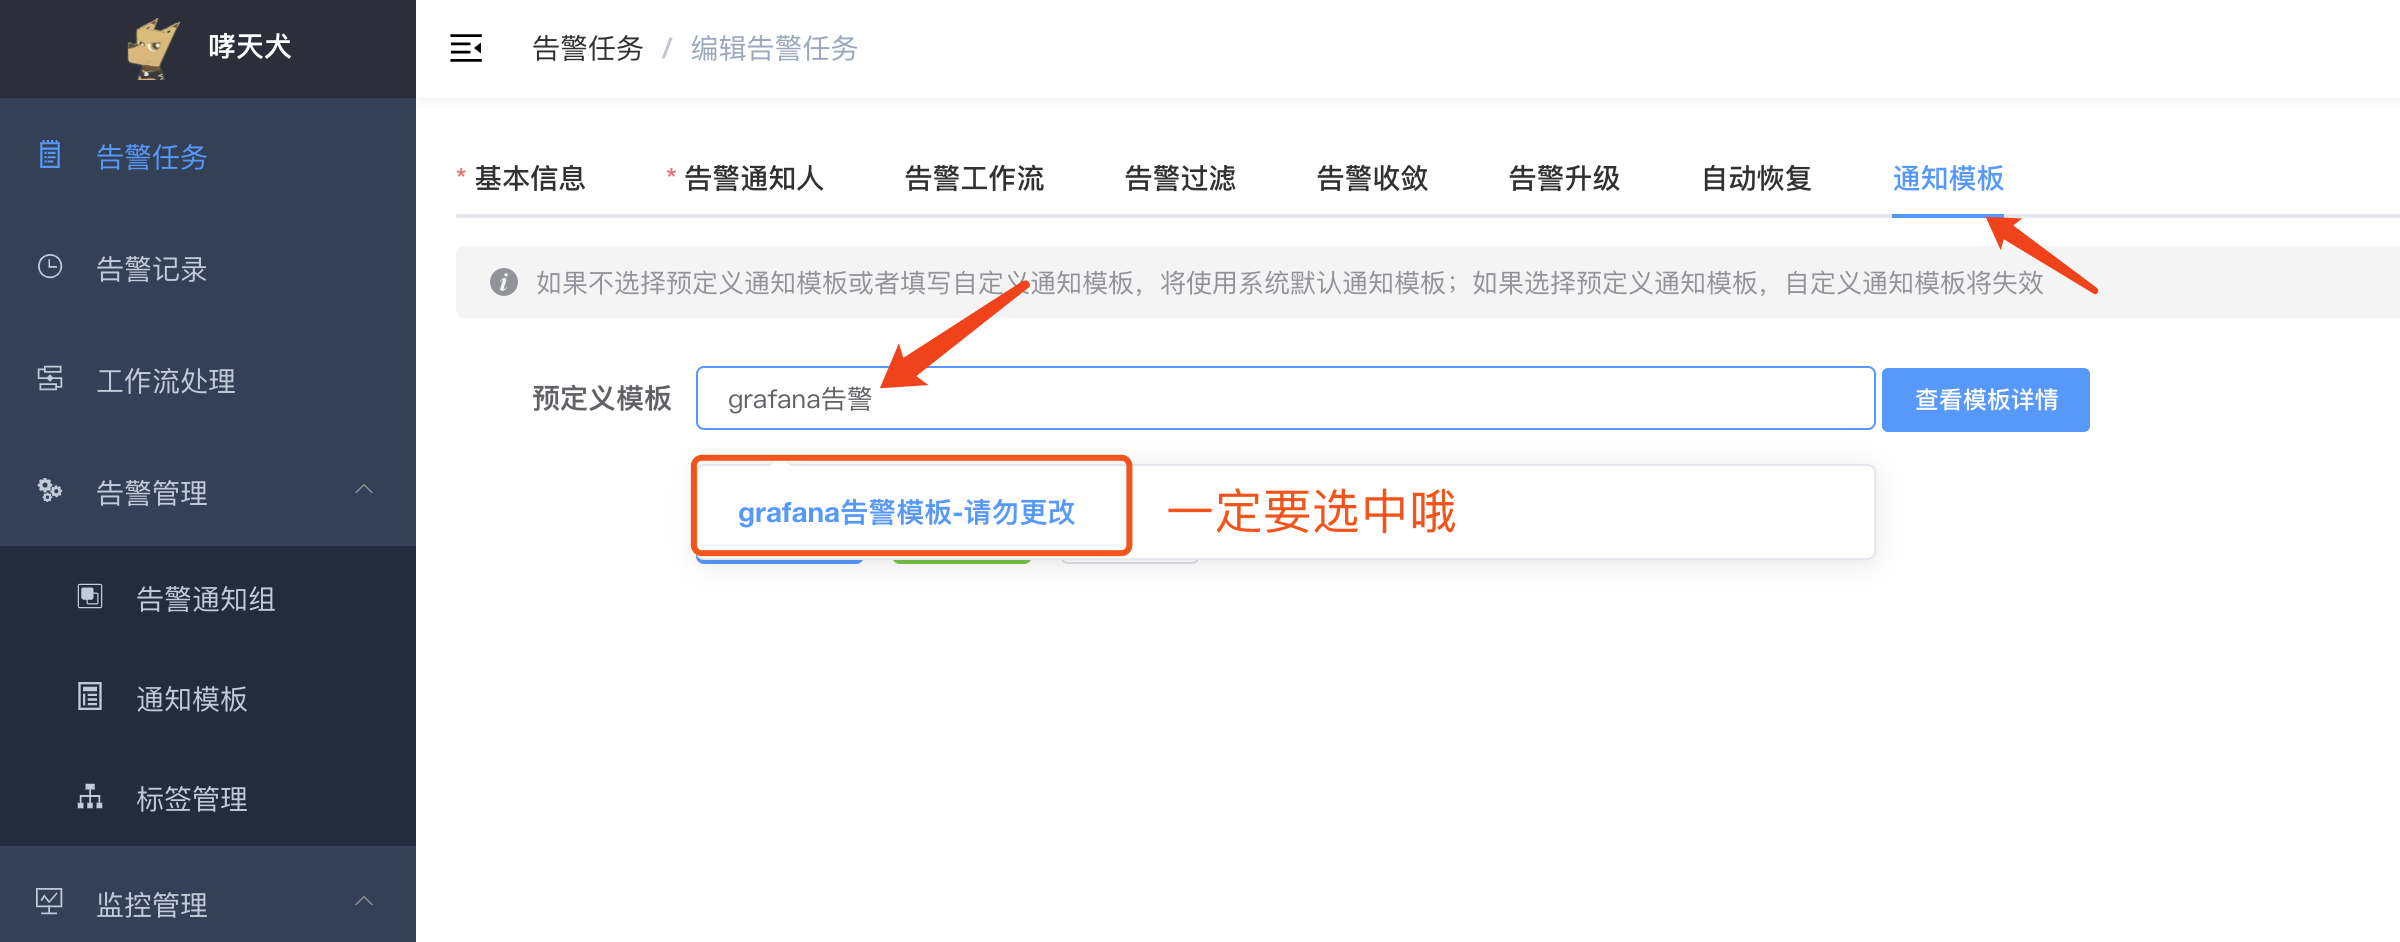 哮天犬
告警任务 / 编辑告警任务
告警任务
告警记录
工作流处理
告警管理
告警通知组
通知模板
标签管理
监控管理
* 基本信息 * 告警通知人 告警工作流 告警过滤 告警收敛 告警升级 自动恢复 通知模板
如果不选择预定义通知模板或者填写自定义通知模板，将使用系统默认通知模板；如果选择预定义通知模板，自定义通知模板将失效
预定义模板 grafana告警 查看模板详情
grafana告警模板-请勿更改 一定要选中哦